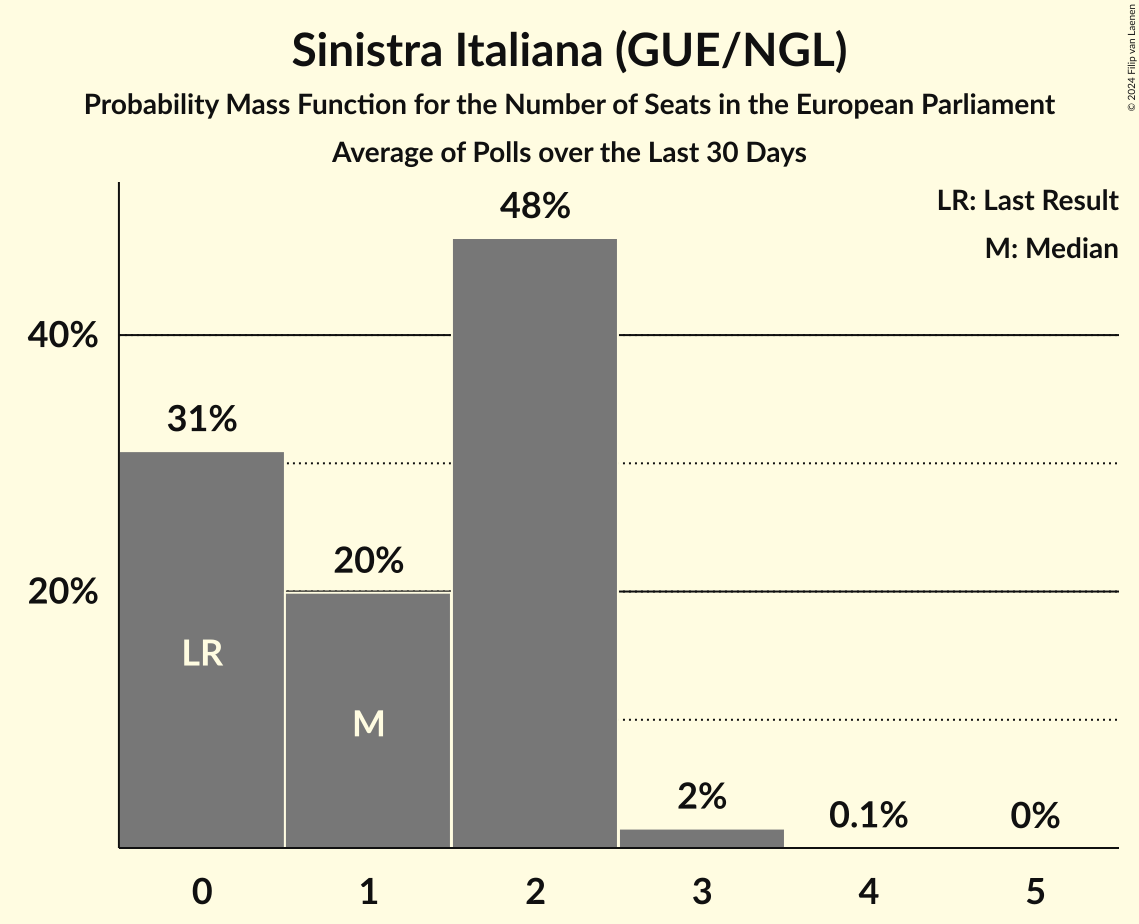 Sinistra Italiana (GUE/NGL)
Probability Mass Function for the Number of Seats in the European Parliament
Average of Polls over the Last 30 Days
© 2024 Filip van Laenen
LR: Last Result
M: Median
48%
40%
31%
20%
20%
LR
M
2%
0.1%
0%
0 1 2 3 4 5